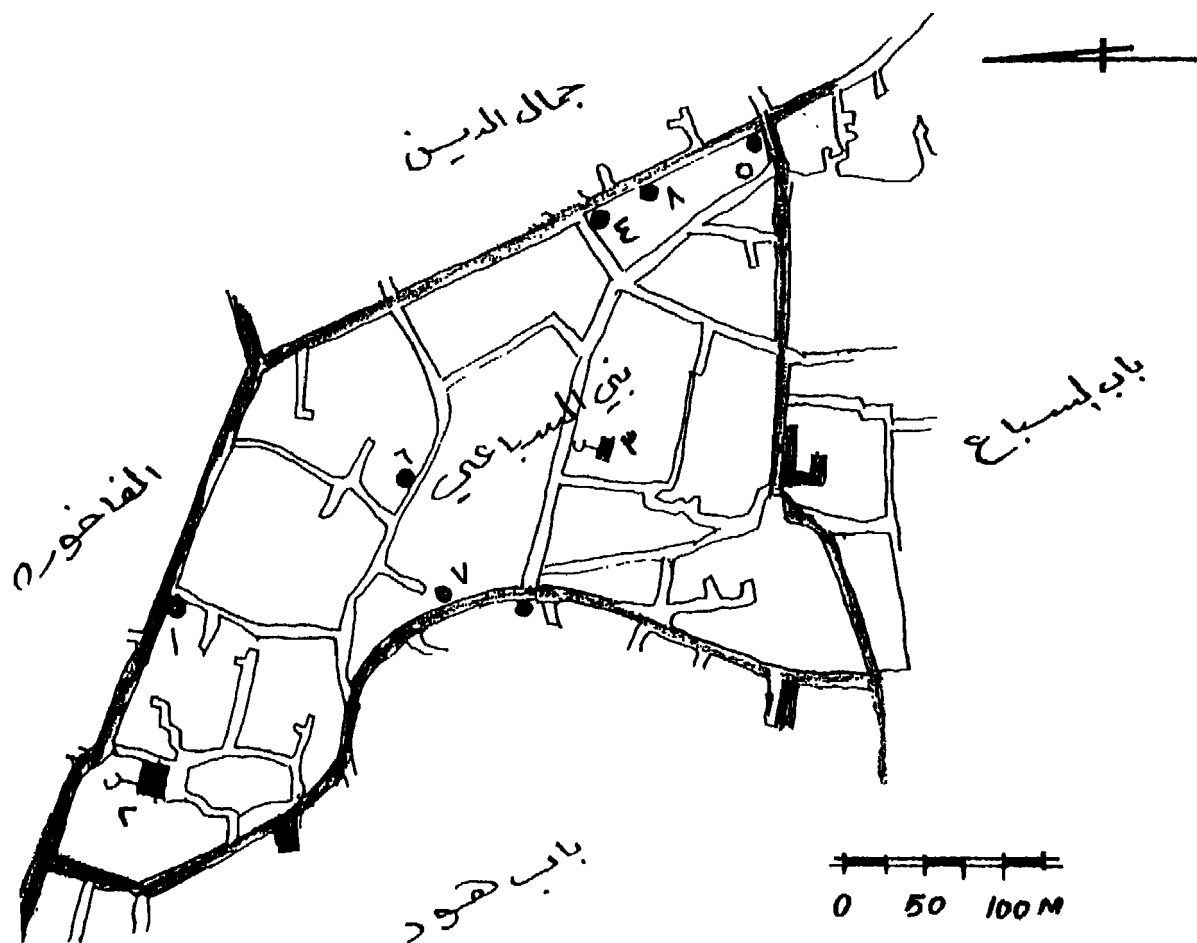 جمال الدين
٥
٨
٤
باب السباع
بني السباعي
س ٣
٦
الفاخوره
٧
١
س
٢
باب هود
0 50 100 M